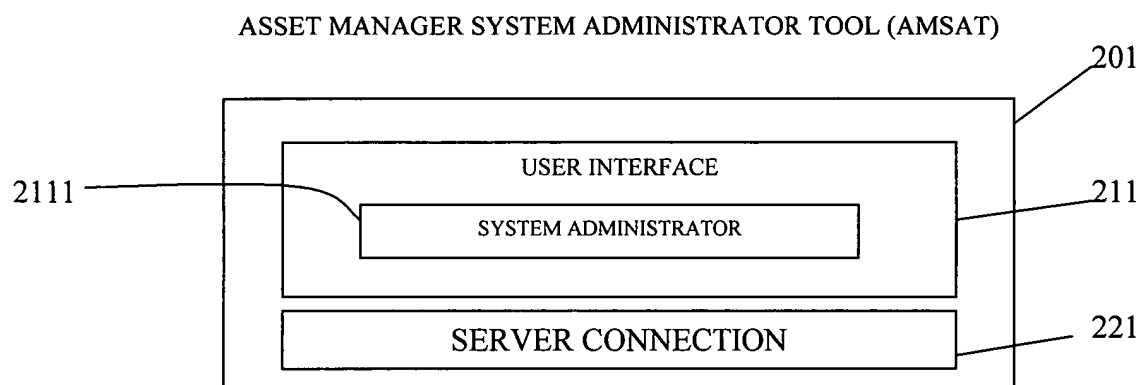 ASSET MANAGER SYSTEM ADMINISTRATOR TOOL (AMSAT)
201
USER INTERFACE
2111
211
SYSTEM ADMINISTRATOR
SERVER CONNECTION
221